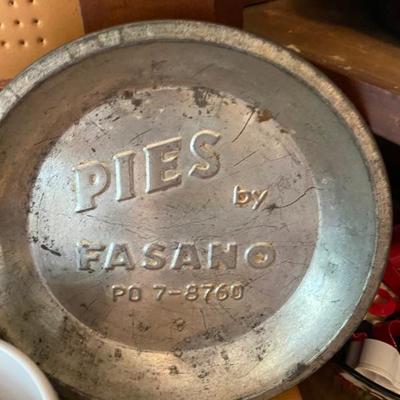 PIES
by
FASANO
PO 7-8760